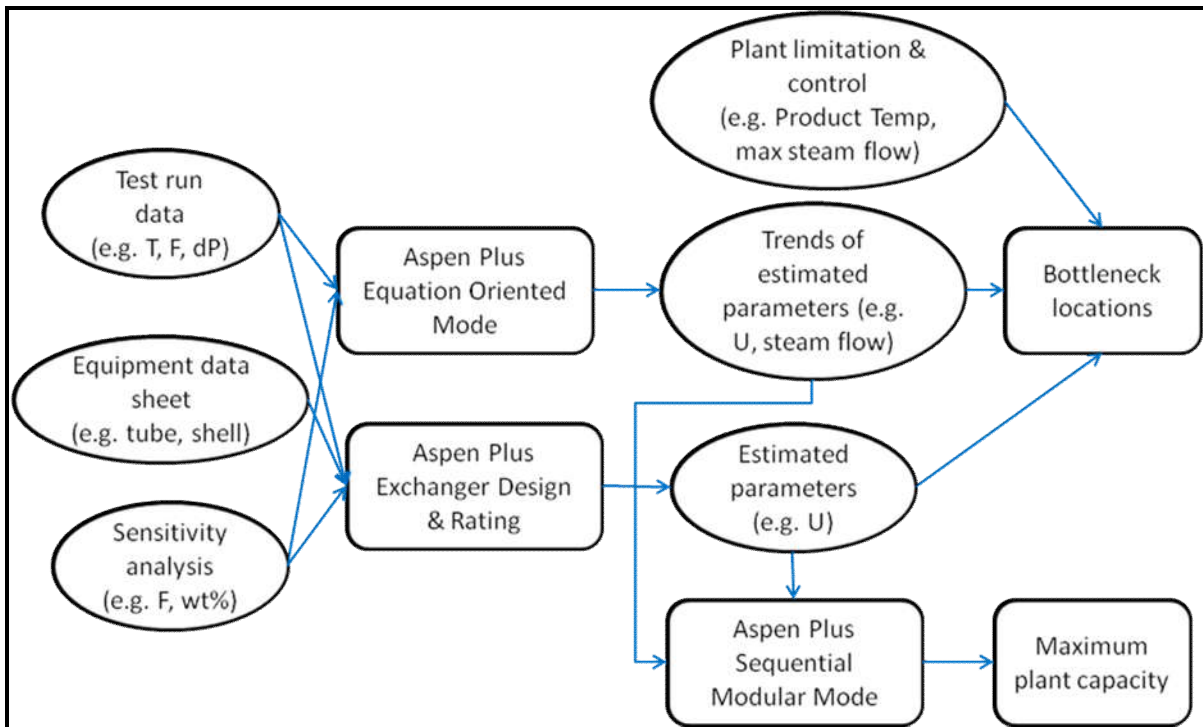 Plant limitation &
control
(e.g. Product Temp,
max steam flow)
Test run
data
(e.g. T, F, dP)
Aspen Plus
Equation Oriented
Mode
Trends of
estimated
parameters (e.g.
U, steam flow)
Bottleneck
locations
Equipment data
sheet
(e.g. tube, shell)
Aspen Plus
Exchanger Design
& Rating
Estimated
parameters
(e.g. U)
Sensitivity
analysis
(e.g. F, wt%)
Aspen Plus
Sequential
Modular Mode
Maximum
plant capacity